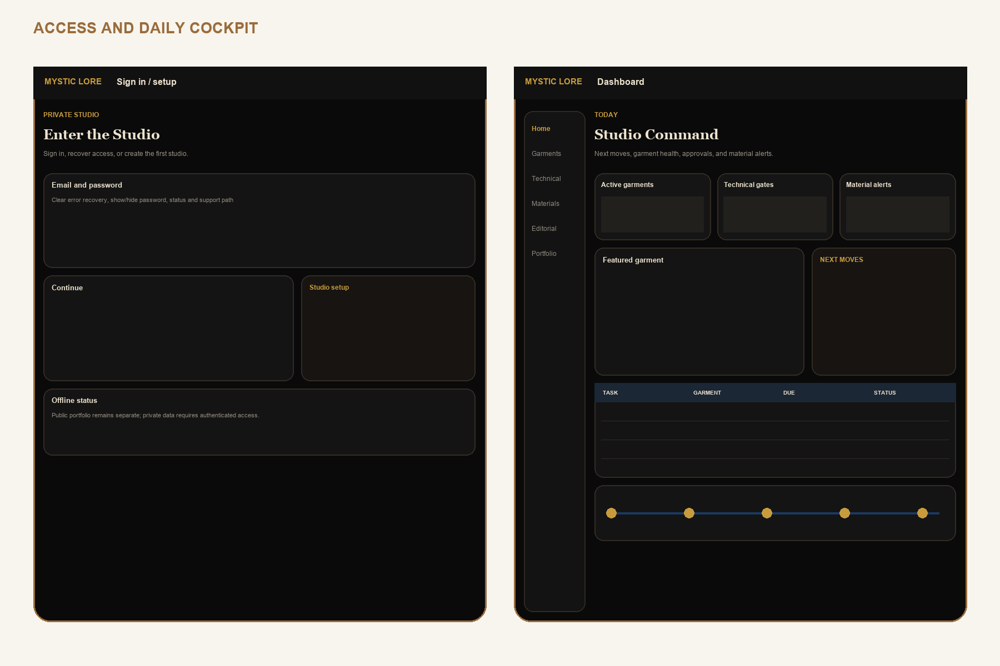 ACCESS AND DAILY COCKPIT
MYSTIC LORE Sign in / setup
PRIVATE STUDIO
Enter the Studio
Sign in, recover access, or create the first studio.
Email and password
Clear error recovery, show/hide password, status and support path
Continue
Studio setup
Offline status
Public portfolio remains separate; private data requires authenticated access.
MYSTIC LORE Dashboard
Home
Garments
Technical
Materials
Editorial
Portfolio
TODAY
Studio Command
Next moves, garment health, approvals, and material alerts.
Active garments
Technical gates
Material alerts
Featured garment
NEXT MOVES
TASK GARMENT DUE STATUS